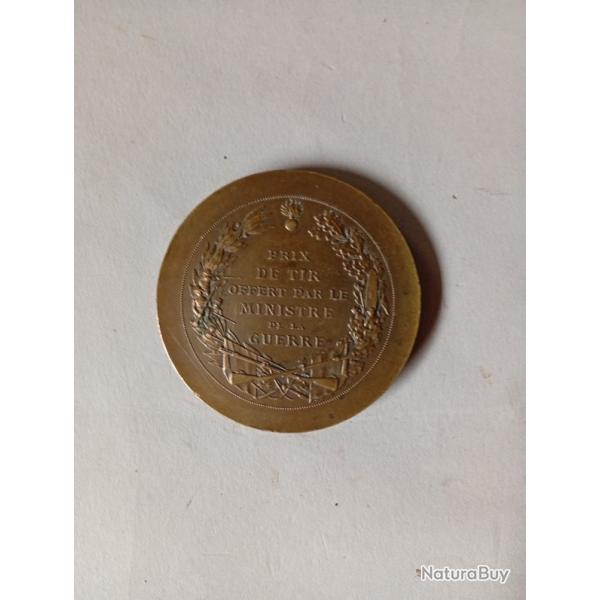 PRIX
DE TIR
OFFERT PAR LE
MINISTRE
DE LA
GUERRE
NaturaBuy